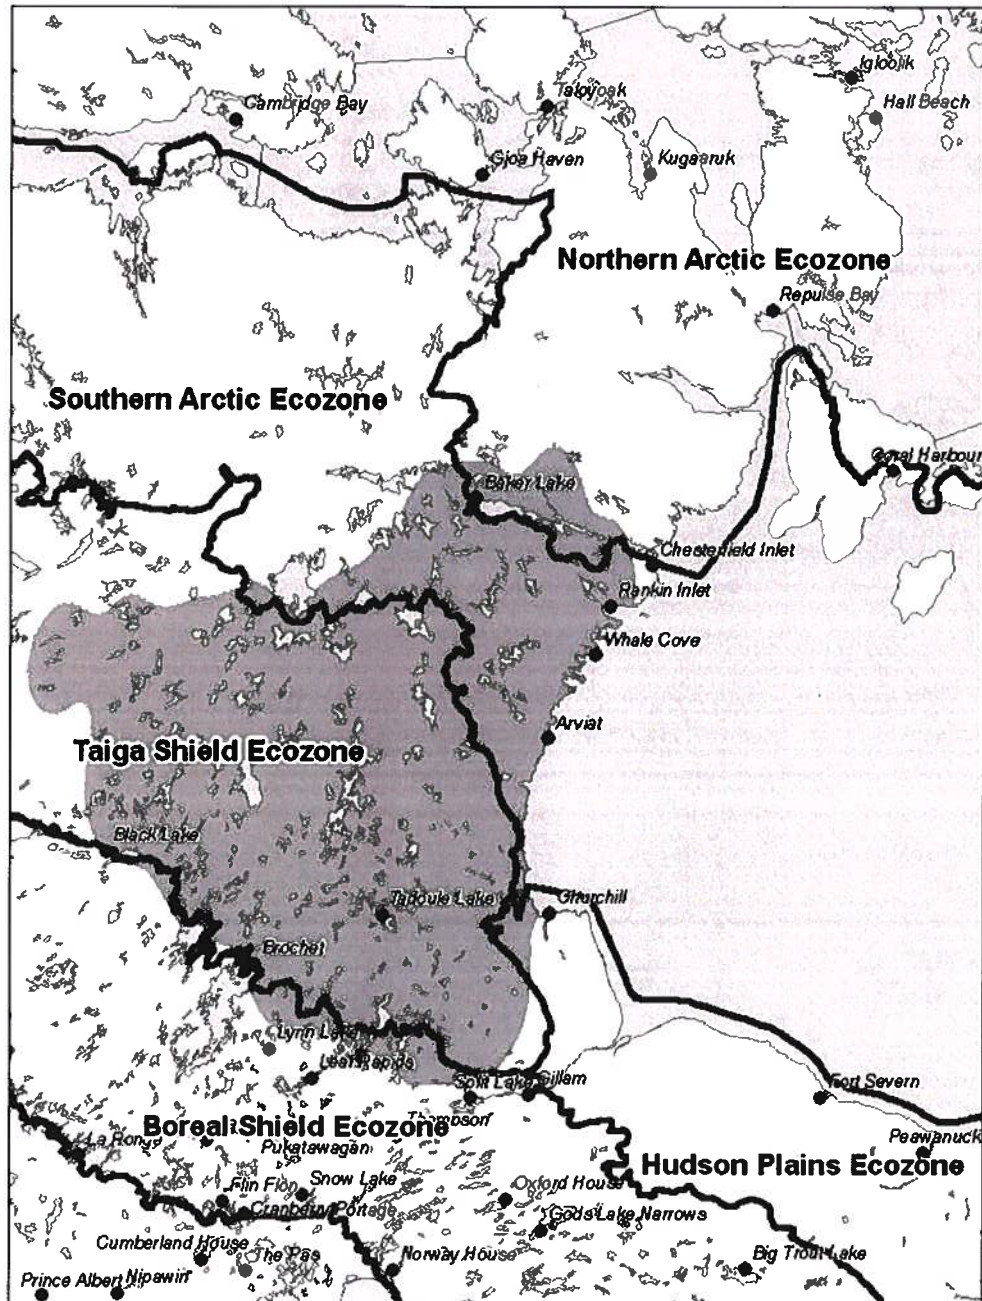 Igloolik
Taloyoak
Cambridge Bay
Hall Beach
Gjoa Haven
Kugaaruk
Northern Arctic Ecozone
Repulse Bay
Southern Arctic Ecozone
Coral Harbour
Baker Lake
Chesterfield Inlet
Rankin Inlet
Whale Cove
Arviat
Taiga Shield Ecozone
Black Lake
Tadoule Lake
Churchill
Brochet
Lynn Lake
Leaf Rapids
Split Lake
Gillam
Fort Severn
Thompson
Boreal Shield Ecozone
La Ronge
Pukatawagan
Peawanuck
Hudson Plains Ecozone
Flin Flon
Snow Lake
Oxford House
Cranberry Portage
Gods Lake Narrows
Cumberland House
The Pas
Norway House
Big Trout Lake
Prince Albert
Nipawin